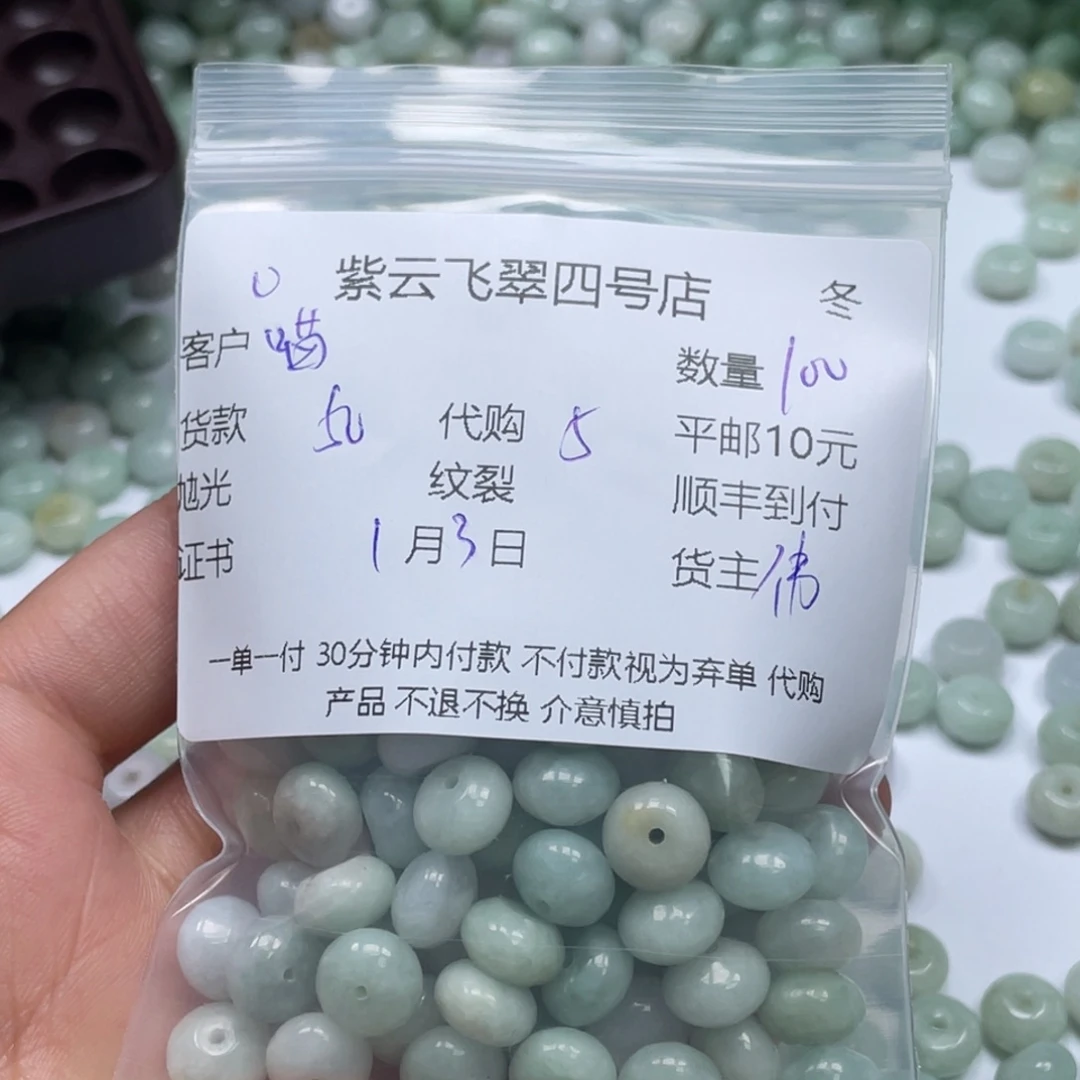 紫云飞翠四号店 冬
客户 喵 数量 100
货款 50 代购 5 平邮10元
抛光 纹裂 顺丰到付
证书 1月3日 货主 伟
一单一付 30分钟内付款 不付款视为弃单 代购
产品 不退不换 介意慎拍